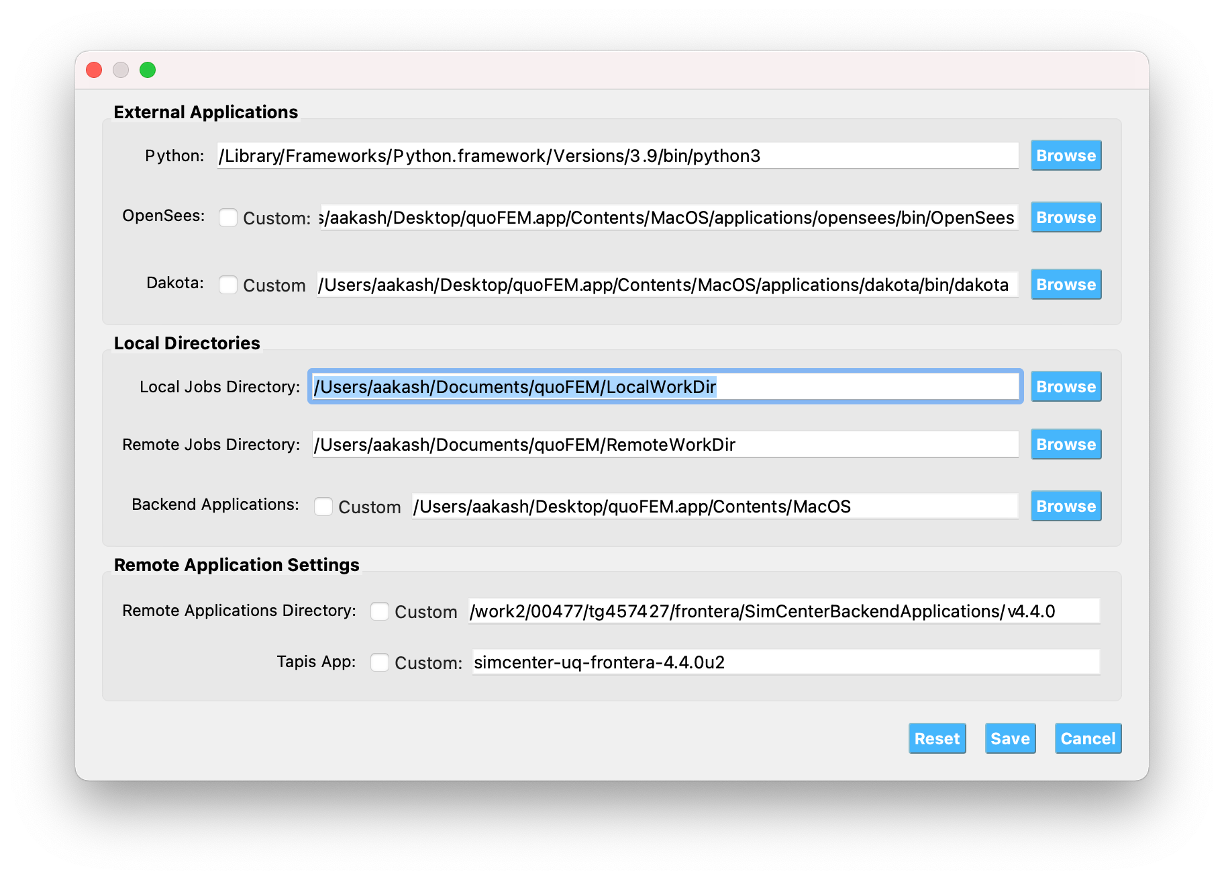 External Applications
Python: /Library/Frameworks/Python.framework/Versions/3.9/bin/python3 Browse
OpenSees: Custom: s/aakash/Desktop/quoFEM.app/Contents/MacOS/applications/opensees/bin/OpenSees Browse
Dakota: Custom /Users/aakash/Desktop/quoFEM.app/Contents/MacOS/applications/dakota/bin/dakota Browse
Local Directories
Local Jobs Directory: /Users/aakash/Documents/quoFEM/LocalWorkDir Browse
Remote Jobs Directory: /Users/aakash/Documents/quoFEM/RemoteWorkDir Browse
Backend Applications: Custom /Users/aakash/Desktop/quoFEM.app/Contents/MacOS Browse
Remote Application Settings
Remote Applications Directory: Custom /work2/00477/tg457427/frontera/SimCenterBackendApplications/v4.4.0
Tapis App: Custom: simcenter-uq-frontera-4.4.0u2
Reset Save Cancel